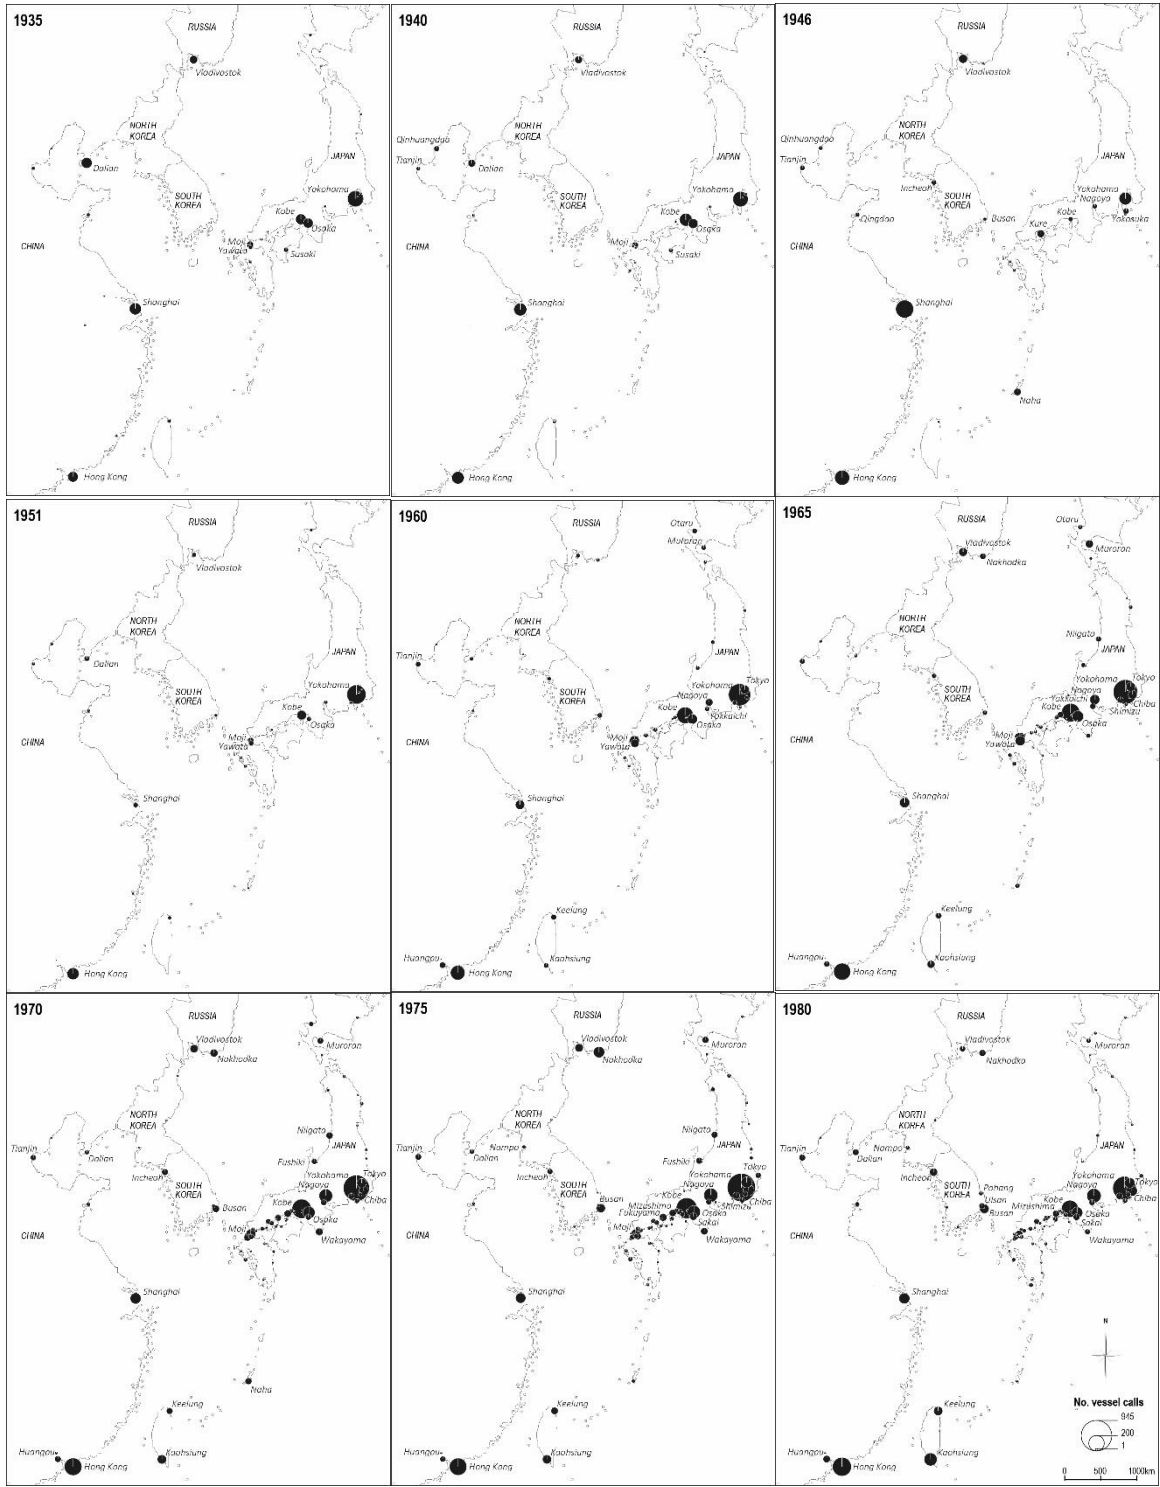 1935
RUSSIA
Vladivostok
NORTH
KOREA
JAPAN
Dalian
SOUTH
KOREA
Yokohama
Kobe
Osaka
Moji
Yawata
Susaki
CHINA
Shanghai
Hong Kong
1940
RUSSIA
Vladivostok
Qinhuangdao
NORTH
KOREA
Tianjin
JAPAN
Dalian
SOUTH
KOREA
Yokohama
Kobe
Osaka
Moji
Susaki
CHINA
Shanghai
Hong Kong
1946
RUSSIA
Vladivostok
NORTH
KOREA
Qinhuangdao
Tianjin
JAPAN
Incheon
SOUTH
KOREA
Yokohama
Nagoya
Qingdao
Busan
Kobe
Yokosuka
Kure
CHINA
Shanghai
Naha
Hong Kong
1951
RUSSIA
Vladivostok
NORTH
KOREA
JAPAN
Dalian
SOUTH
KOREA
Yokohama
Kobe
Osaka
Moji
Yawata
CHINA
Shanghai
Hong Kong
1960
RUSSIA
Otaru
Muroran
NORTH
KOREA
Tianjin
JAPAN
Tokyo
SOUTH
KOREA
Yokohama
Nagoya
Kobe
Yokkaichi
Osaka
Moji
Yawata
CHINA
Shanghai
Keelung
Huangpu
Kaohsiung
Hong Kong
1965
RUSSIA
Otaru
Vladivostok
Muroran
Nakhodka
NORTH
KOREA
Niigata
JAPAN
Tokyo
SOUTH
KOREA
Yokohama
Nagoya
Yokkaichi
Chiba
Kobe
Shimizu
Osaka
Moji
Yawata
CHINA
Shanghai
Keelung
Huangpu
Kaohsiung
Hong Kong
1970
RUSSIA
Vladivostok
Muroran
Nakhodka
NORTH
KOREA
Niigata
JAPAN
Tianjin
Dalian
Fushiki
Incheon
SOUTH
KOREA
Yokohama
Tokyo
Nagoya
Chiba
Busan
Kobe
Osaka
Moji
Wakayama
CHINA
Shanghai
Naha
Keelung
Huangpu
Kaohsiung
Hong Kong
1975
RUSSIA
Vladivostok
Muroran
Nakhodka
NORTH
KOREA
Niigata
JAPAN
Tianjin
Nampo
Dalian
Fushiki
Incheon
SOUTH
KOREA
Tokyo
Yokohama
Nagoya
Busan
Kobe
Chiba
Mizushima
Shimizu
Fukuyama
Osaka
Sakai
Moji
Wakayama
CHINA
Shanghai
Keelung
Huangpu
Kaohsiung
Hong Kong
1980
RUSSIA
Vladivostok
Muroran
Nakhodka
NORTH
KOREA
JAPAN
Tianjin
Nampo
Dalian
Incheon
SOUTH
KOREA
Yokohama
Nagoya
Tokyo
Pohang
Ulsan
Busan
Kobe
Chiba
Mizushima
Osaka
Sakai
Wakayama
CHINA
Shanghai
Keelung
Huangpu
Kaohsiung
Hong Kong
N
No. vessel calls
945
200
1
0 500 1000km